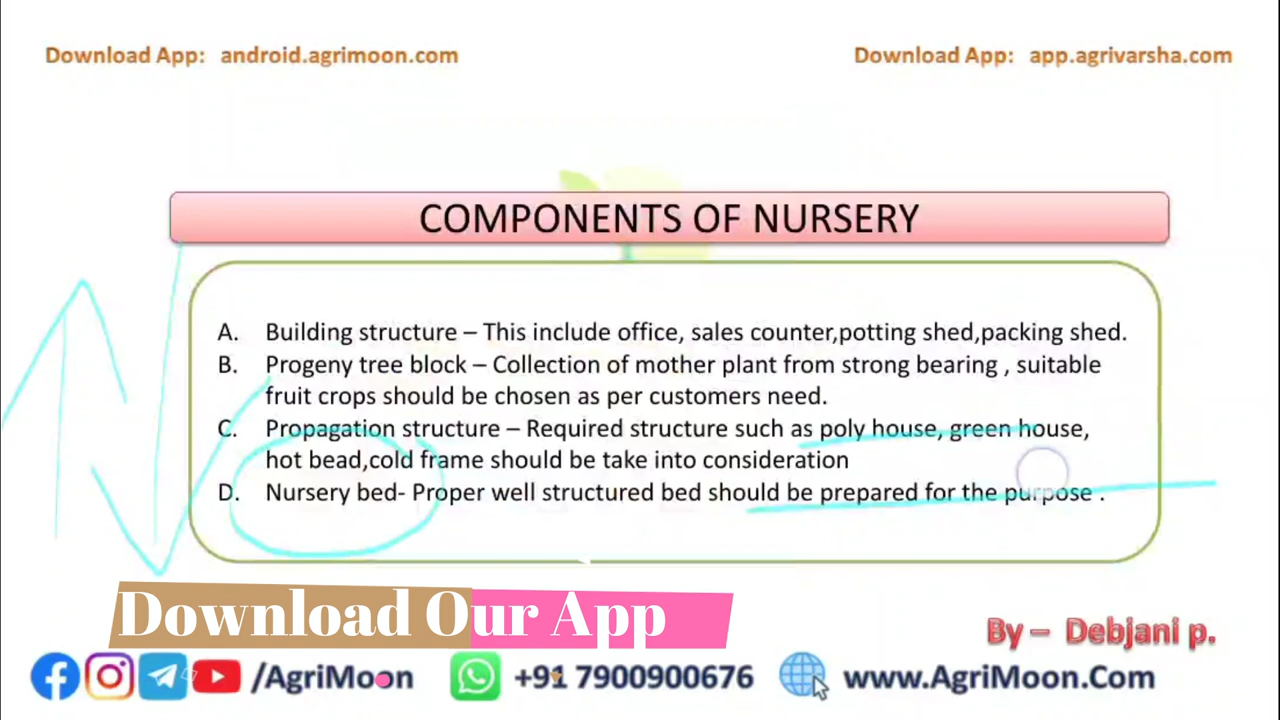 Download App: android.agrimoon.com
Download App: app.agrivarsha.com
COMPONENTS OF NURSERY
A. Building structure – This include office, sales counter,potting shed,packing shed.
B. Progeny tree block – Collection of mother plant from strong bearing , suitable
fruit crops should be chosen as per customers need.
C. Propagation structure – Required structure such as poly house, green house,
hot bead,cold frame should be take into consideration
D. Nursery bed- Proper well structured bed should be prepared for the purpose .
Download Our App
By – Debjani p.
/AgriMoon
+91 7900900676
www.AgriMoon.Com